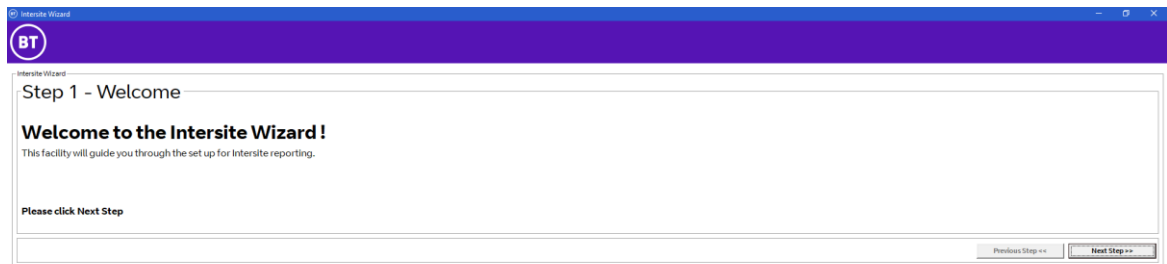 Intersite Wizard
BT
Intersite Wizard
Step 1 - Welcome
Welcome to the Intersite Wizard !
This facility will guide you through the set up for Intersite reporting.
Please click Next Step
Previous Step << Next Step >>